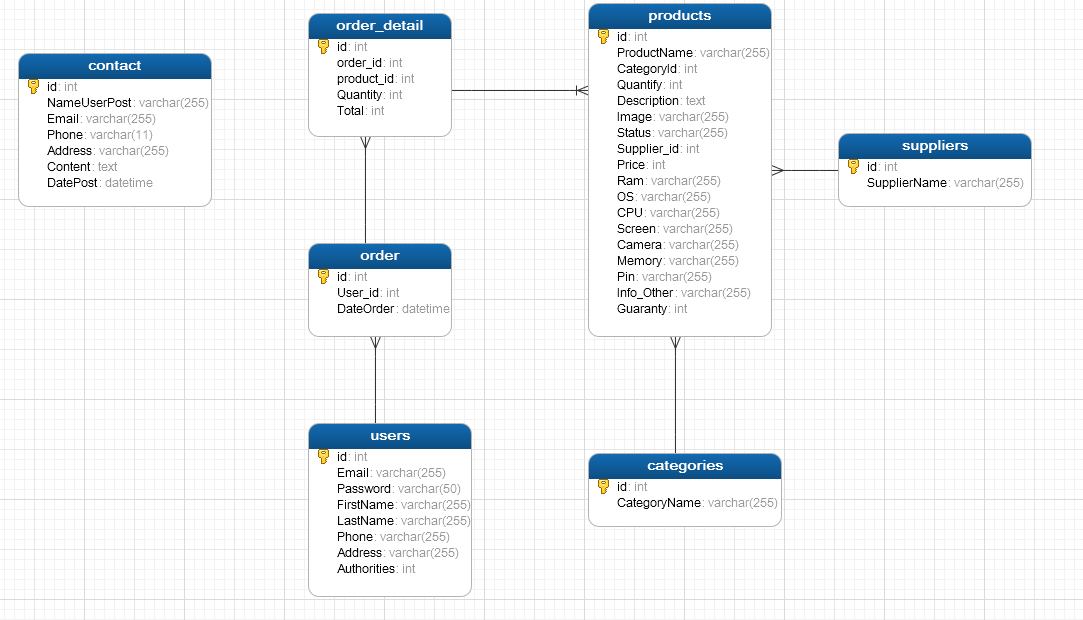 contact
id: int
NameUserPost: varchar(255)
Email: varchar(255)
Phone: varchar(11)
Address: varchar(255)
Content: text
DatePost: datetime
order_detail
id: int
order_id: int
product_id: int
Quantity: int
Total: int
order
id: int
User_id: int
DateOrder: datetime
users
id: int
Email: varchar(255)
Password: varchar(50)
FirstName: varchar(255)
LastName: varchar(255)
Phone: varchar(255)
Address: varchar(255)
Authorities: int
products
id: int
ProductName: varchar(255)
CategoryId: int
Quantify: int
Description: text
Image: varchar(255)
Status: varchar(255)
Supplier_id: int
Price: int
Ram: varchar(255)
OS: varchar(255)
CPU: varchar(255)
Screen: varchar(255)
Camera: varchar(255)
Memory: varchar(255)
Pin: varchar(255)
Info_Other: varchar(255)
Guaranty: int
categories
id: int
CategoryName: varchar(255)
suppliers
id: int
SupplierName: varchar(255)